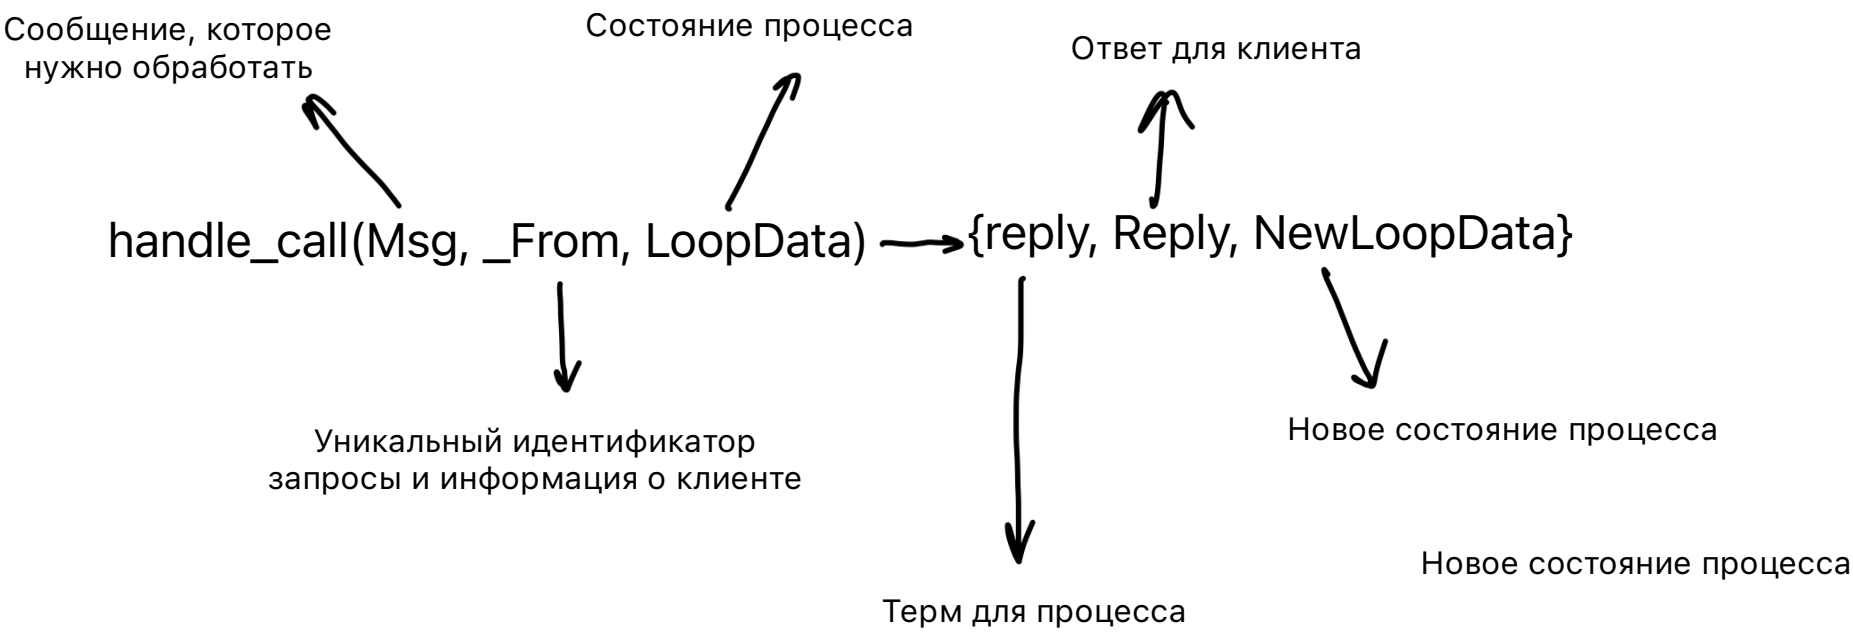 Сообщение, которое
нужно обработать
Состояние процесса
Ответ для клиента
handle_call(Msg, _From, LoopData)
{reply, Reply, NewLoopData}
Уникальный идентификатор
запросы и информация о клиенте
Новое состояние процесса
Новое состояние процесса
Терм для процесса